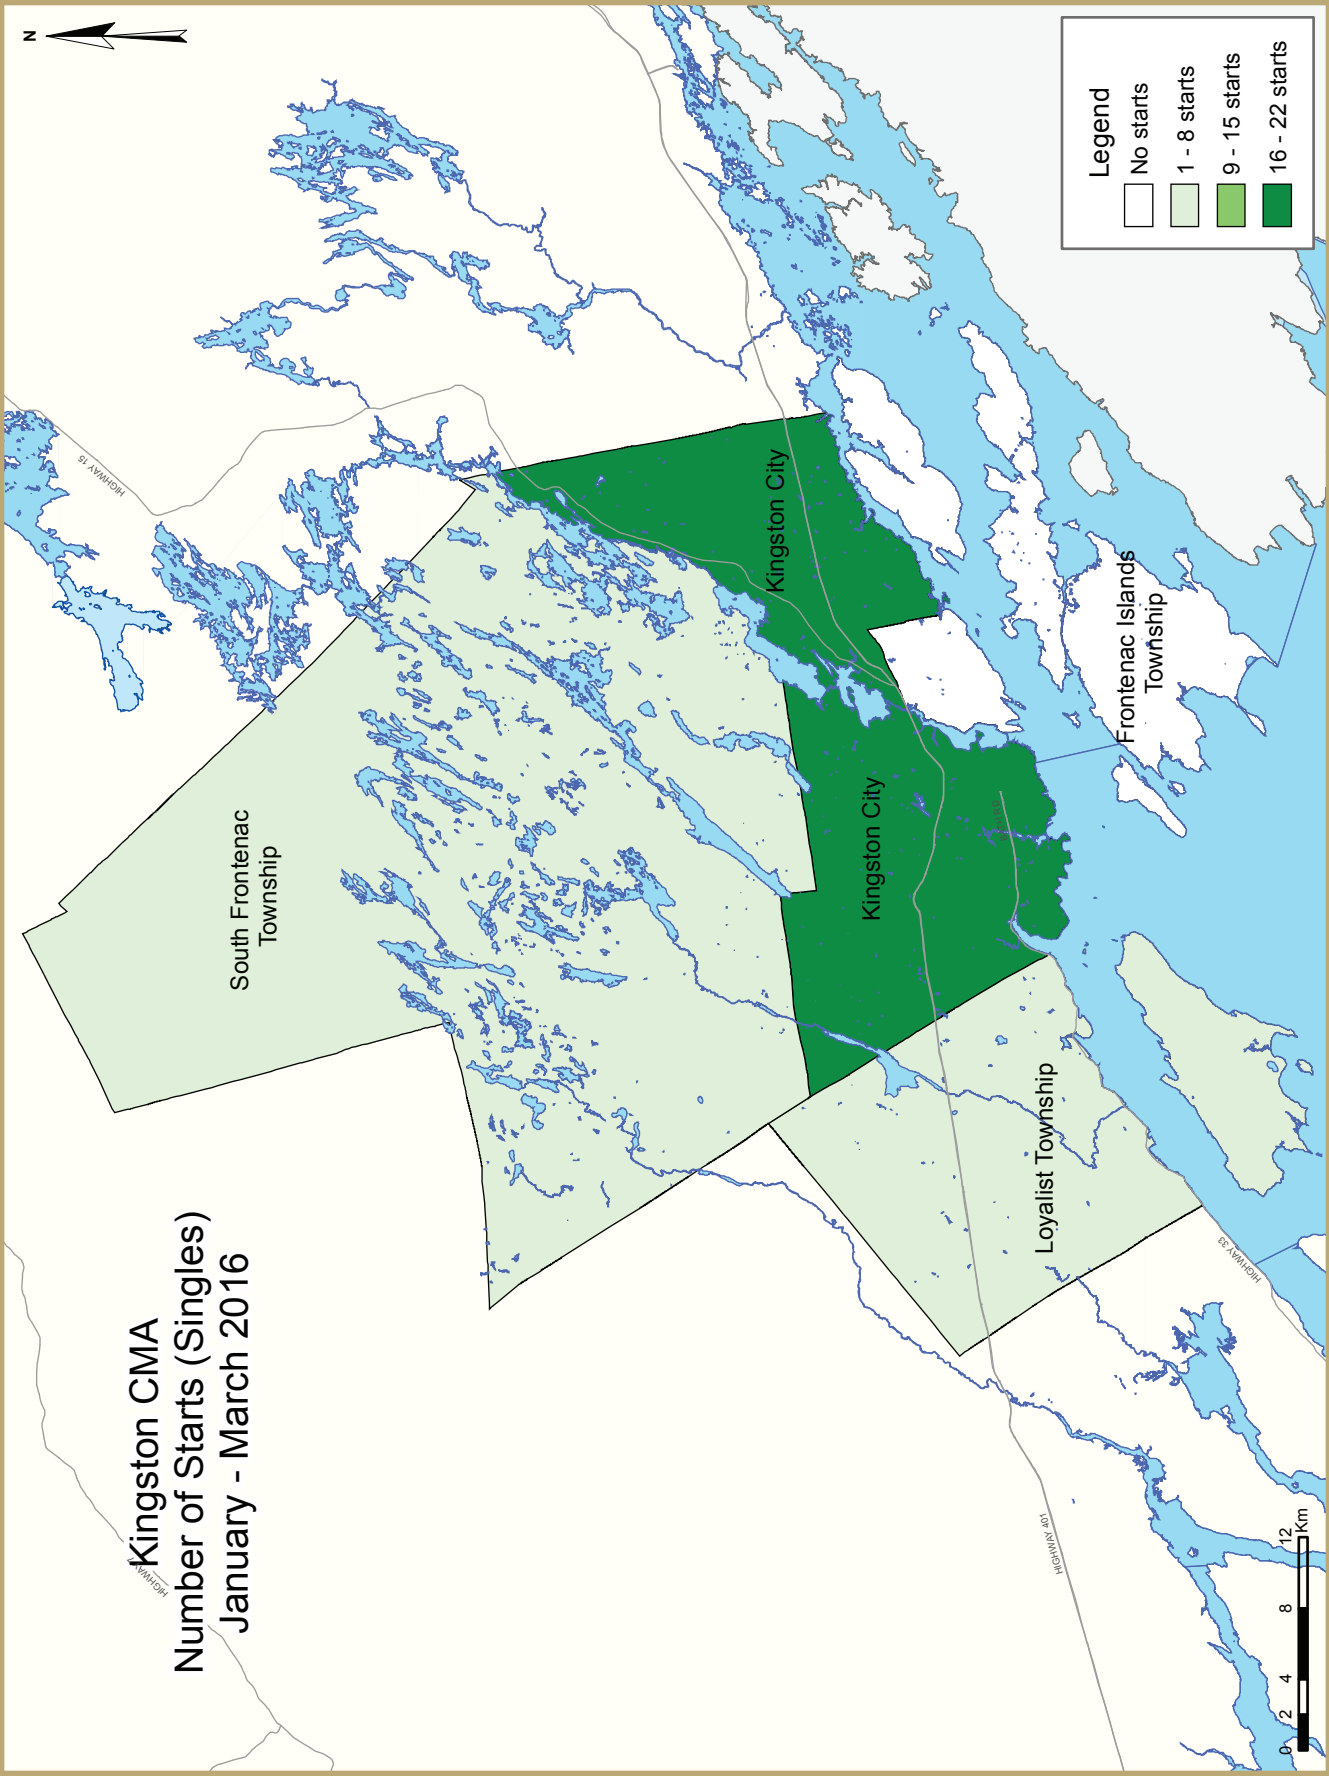 Kingston CMA
Number of Starts (Singles)
January - March 2016
N
HIGHWAY 7
HIGHWAY 15
South Frontenac
Township
Kingston City
Kingston City
Loyalist Township
Frontenac Islands
Township
HIGHWAY 401
HIGHWAY 33
Legend
No starts
1 - 8 starts
9 - 15 starts
16 - 22 starts
0 2 4 8 12
Km